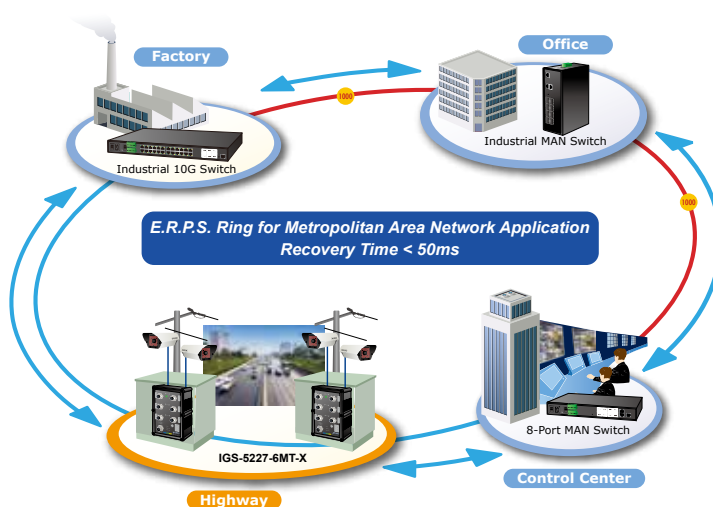 Office
Factory
1000
Industrial MAN Switch
Industrial 10G Switch
1000
E.R.P.S. Ring for Metropolitan Area Network Application
Recovery Time < 50ms
8-Port MAN Switch
IGS-5227-6MT-X
Control Center
Highway